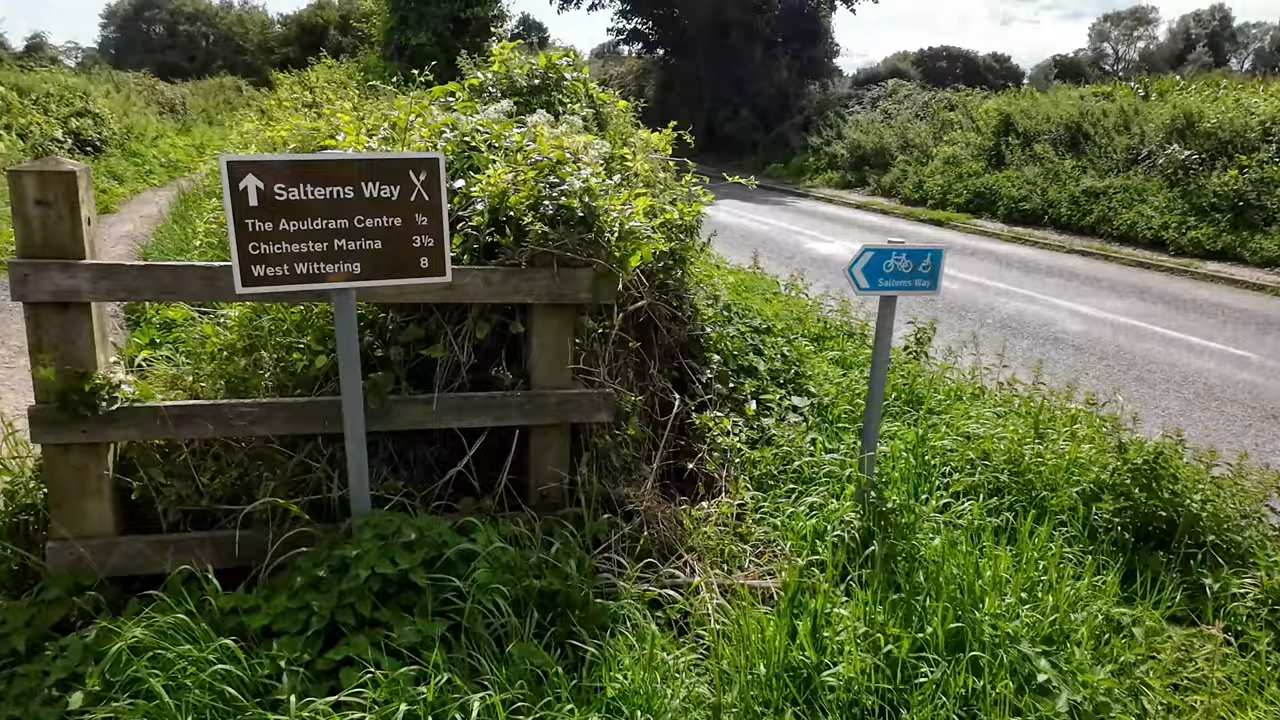 Salterns Way
The Apuldram Centre ½
Chichester Marina 3½
West Wittering 8
Salterns Way